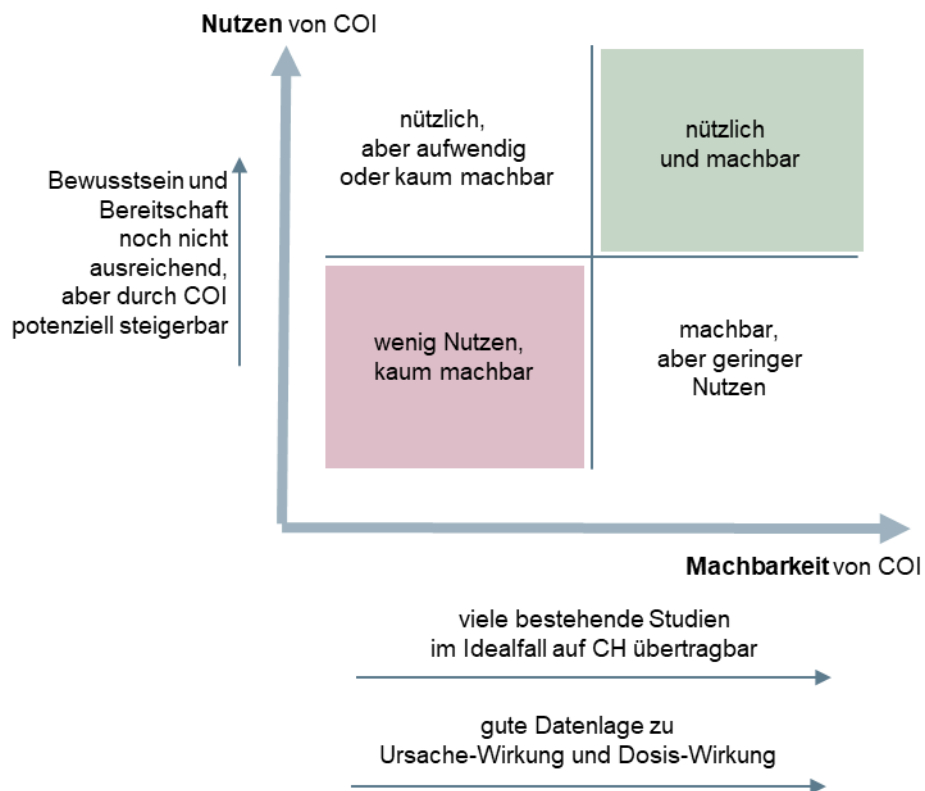 Nutzen von COI
nützlich,
aber aufwendig
oder kaum machbar
nützlich
und machbar
Bewusstsein und
Bereitschaft
noch nicht
ausreichend,
aber durch COI
potenziell steigerbar
wenig Nutzen,
kaum machbar
machbar,
aber geringer
Nutzen
Machbarkeit von COI
viele bestehende Studien
im Idealfall auf CH übertragbar
gute Datenlage zu
Ursache-Wirkung und Dosis-Wirkung